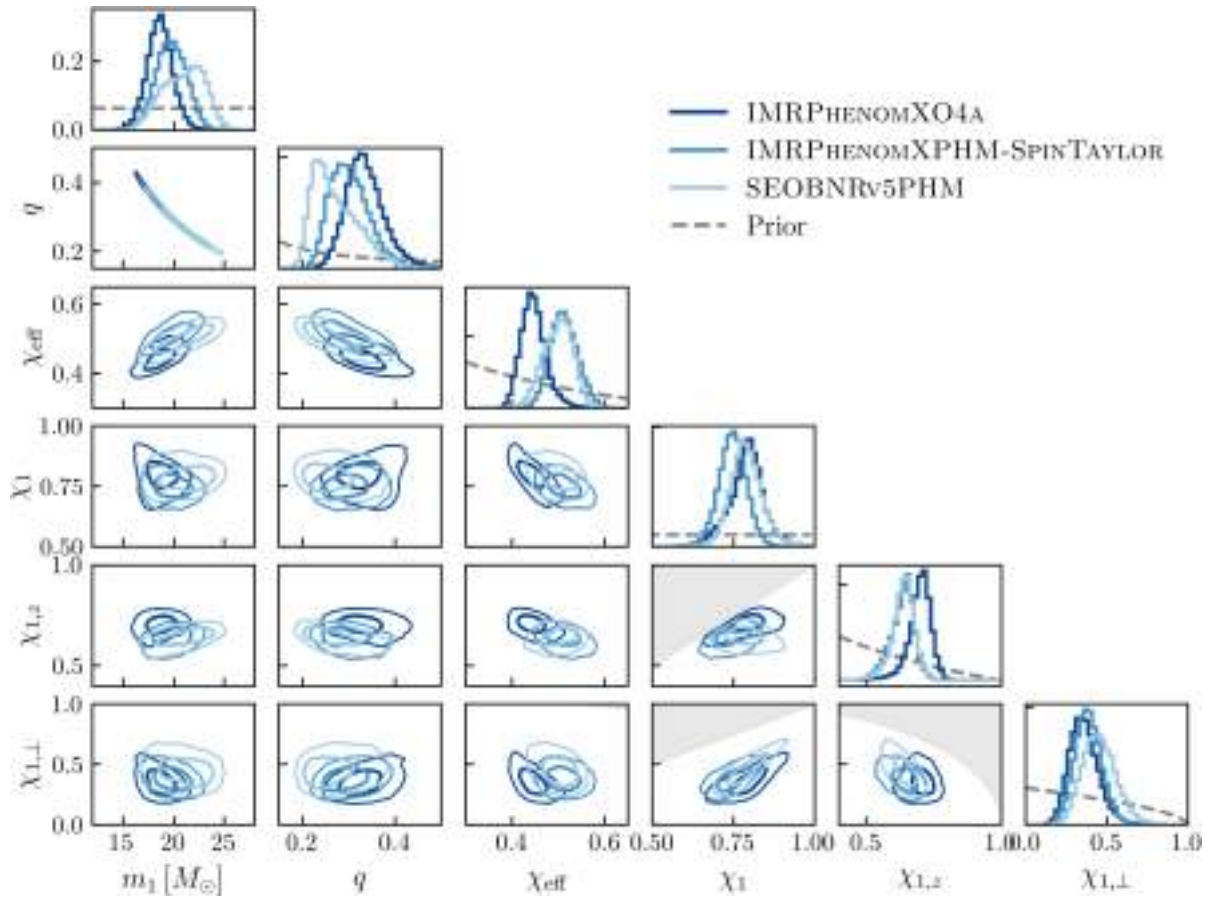 0.2
0.0
IMRPhenomXO4a
IMRPhenomXPHM-SpinTaylor
SEOBNRv5PHM
Prior
0.4
0.2
q
0.6
0.4
χeff
1.00
0.75
0.50
χ1
1.0
0.5
χ1,z
1.0
0.5
0.0
χ1,⊥
15 20 25
0.2 0.4
0.4 0.6
0.50 0.75 1.00
0.5 1.0
0.0 0.5 1.0
m1 [M⊙]
q
χeff
χ1
χ1,z
χ1,⊥